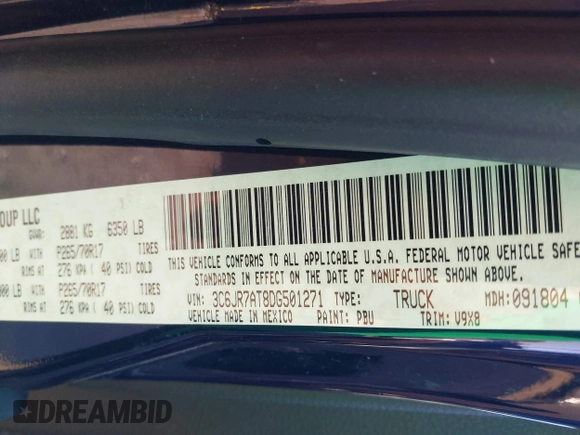 OUP LLC
GVWR: 2881 KG 6350 LB
00 LB P265/70R17 TIRES
RIMS AT 276 KPA ( 40 PSI) COLD
00 LB P265/70R17 TIRES
RIMS AT 276 KPA ( 40 PSI) COLD
THIS VEHICLE CONFORMS TO ALL APPLICABLE U.S.A. FEDERAL MOTOR VEHICLE SAFE
STANDARDS IN EFFECT ON THE DATE OF MANUFACTURE SHOWN ABOVE.
VIN: 3C6JR7AT8DG501271 TYPE: TRUCK MDH: 091804
VEHICLE MADE IN MEXICO PAINT: PBU TRIM: V9X8
DREAMBID